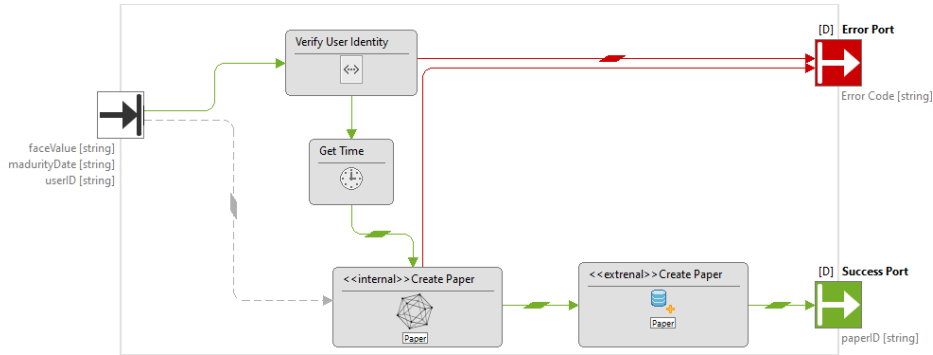 [D] Error Port
Verify User Identity
Error Code [string]
faceValue [string]
madurityDate [string]
userID [string]
Get Time
<<internal>>Create Paper
Paper
<<extrenal>>Create Paper
Paper
[D] Success Port
paperID [string]